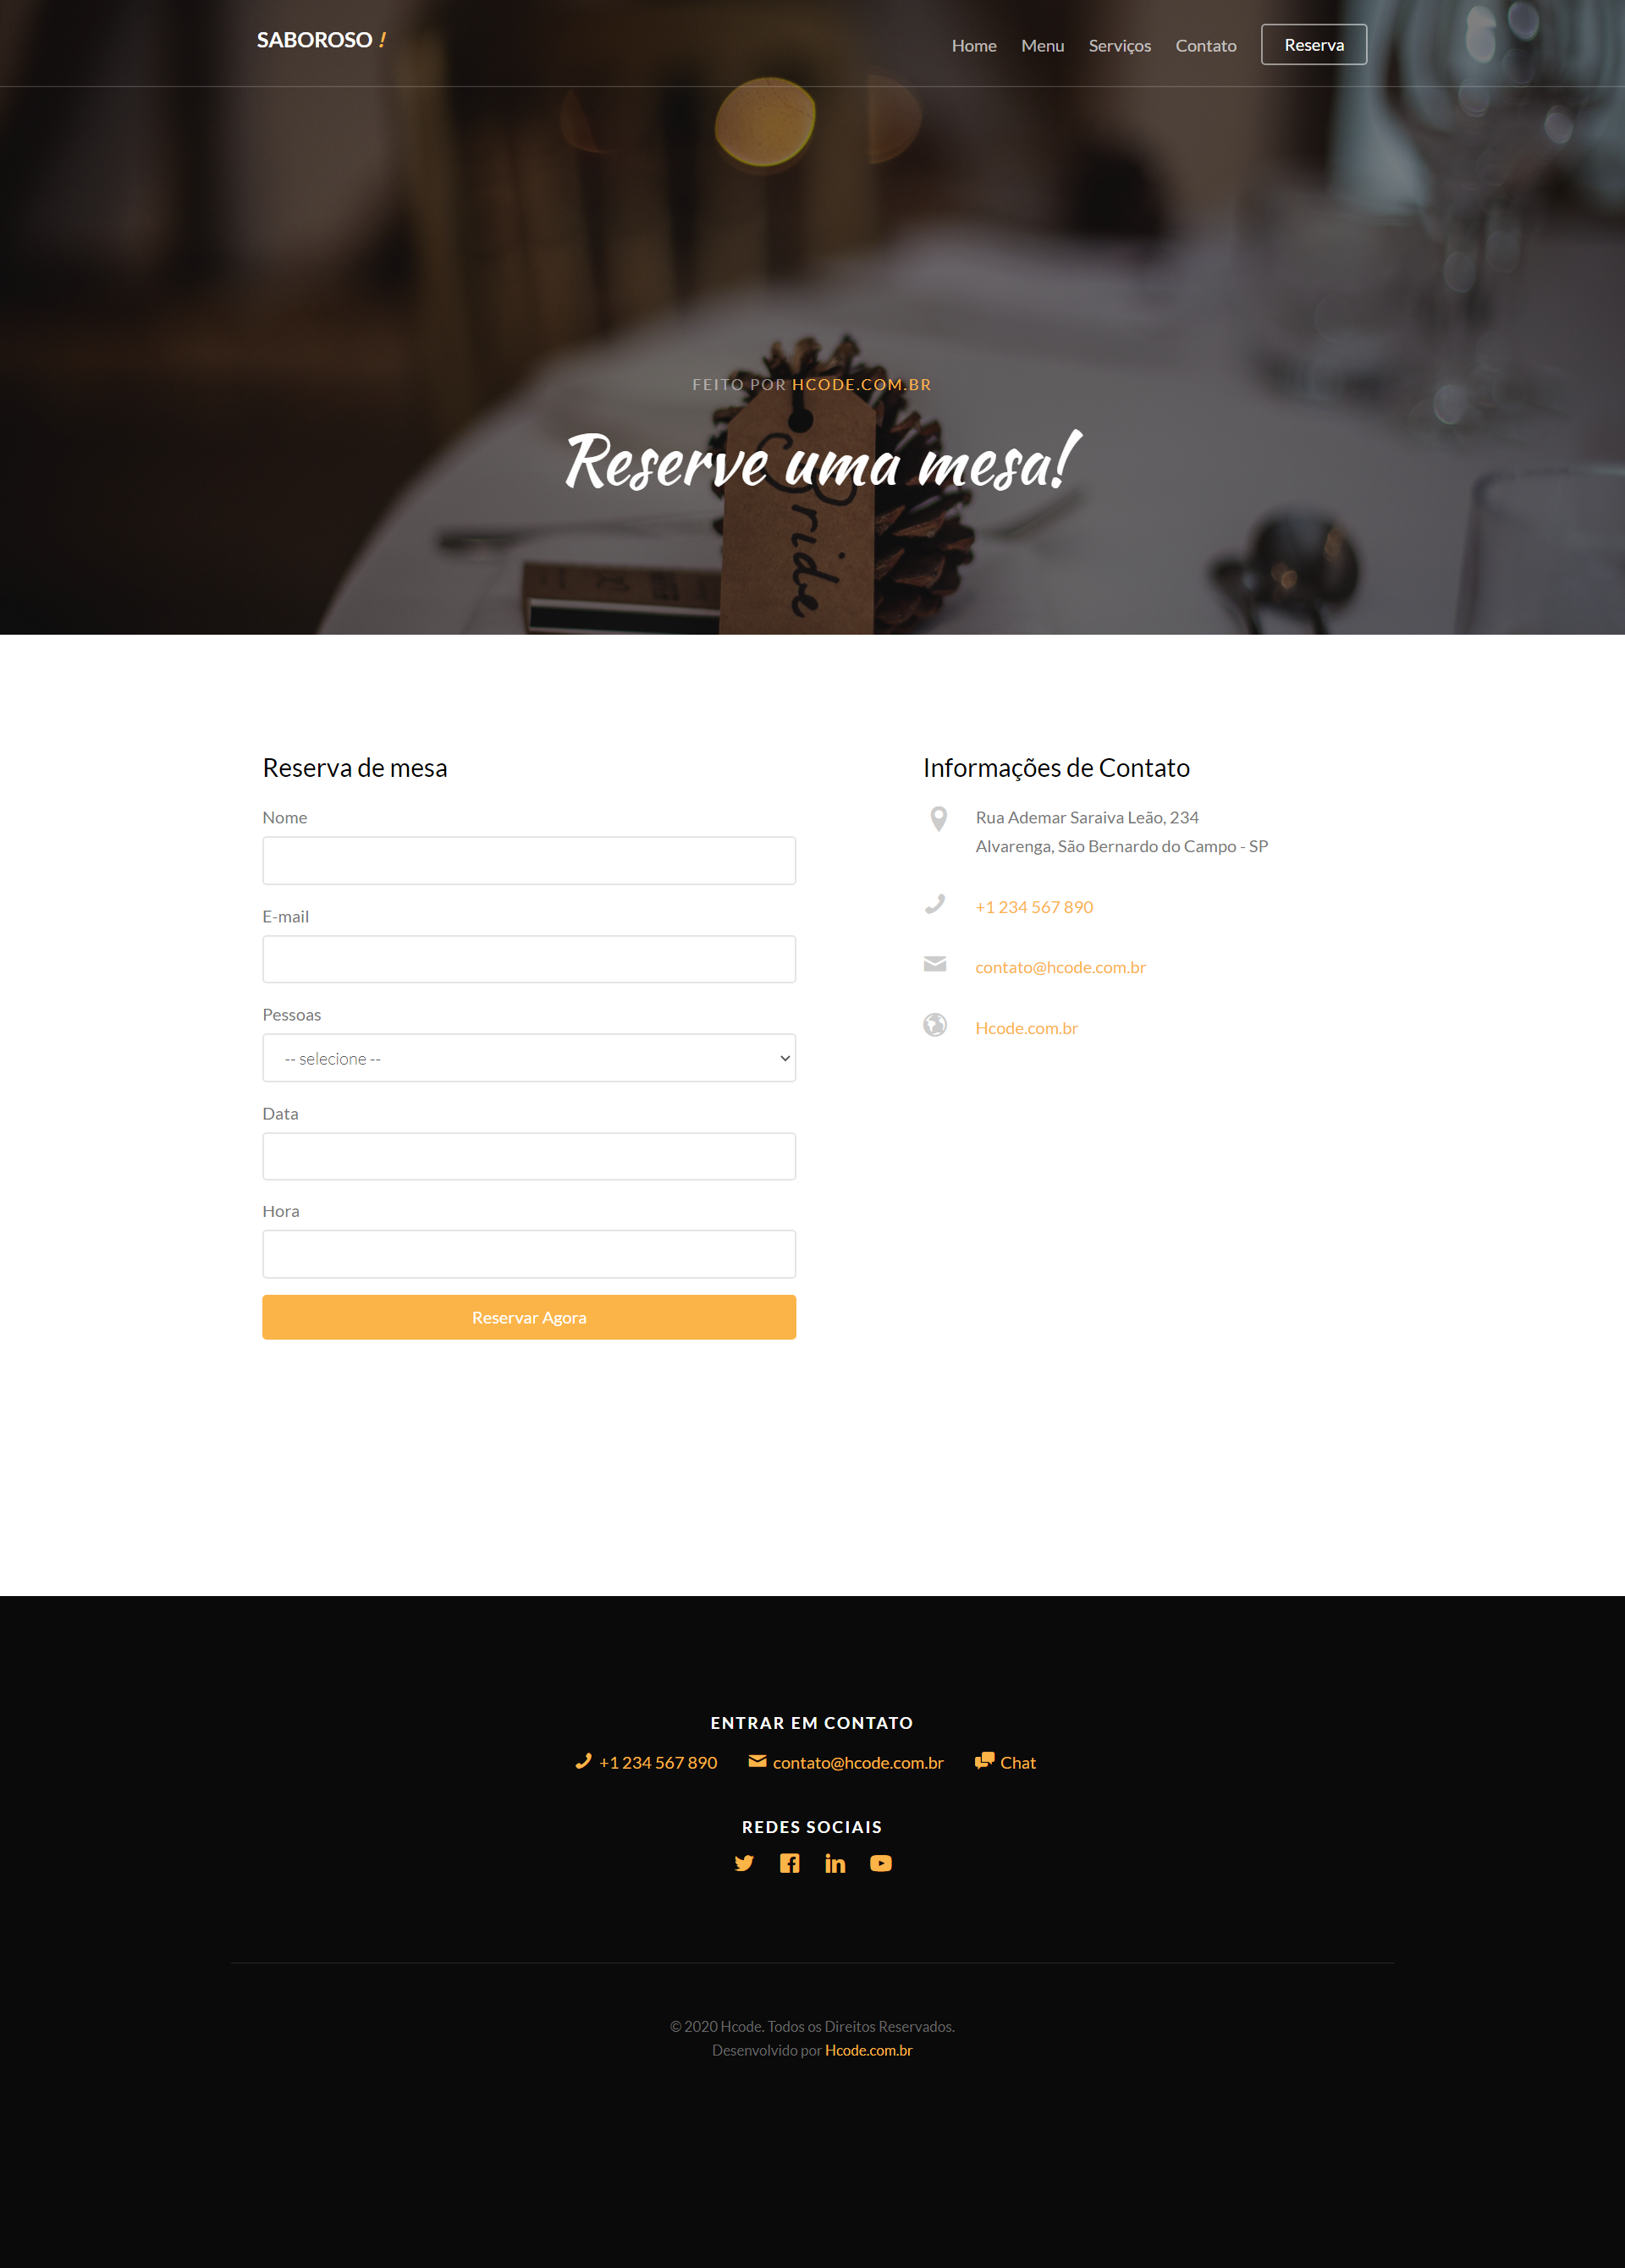 SABOROSO !
Home Menu Serviços Contato Reserva
FEITO POR HCODE.COM.BR
Reserve uma mesa!
Bride
Reserva de mesa
Nome
E-mail
Pessoas
-- selecione --
Data
Hora
Reservar Agora
Informações de Contato
Rua Ademar Saraiva Leão, 234
Alvarenga, São Bernardo do Campo - SP
+1 234 567 890
contato@hcode.com.br
Hcode.com.br
ENTRAR EM CONTATO
+1 234 567 890 contato@hcode.com.br Chat
REDES SOCIAIS
© 2020 Hcode. Todos os Direitos Reservados.
Desenvolvido por Hcode.com.br